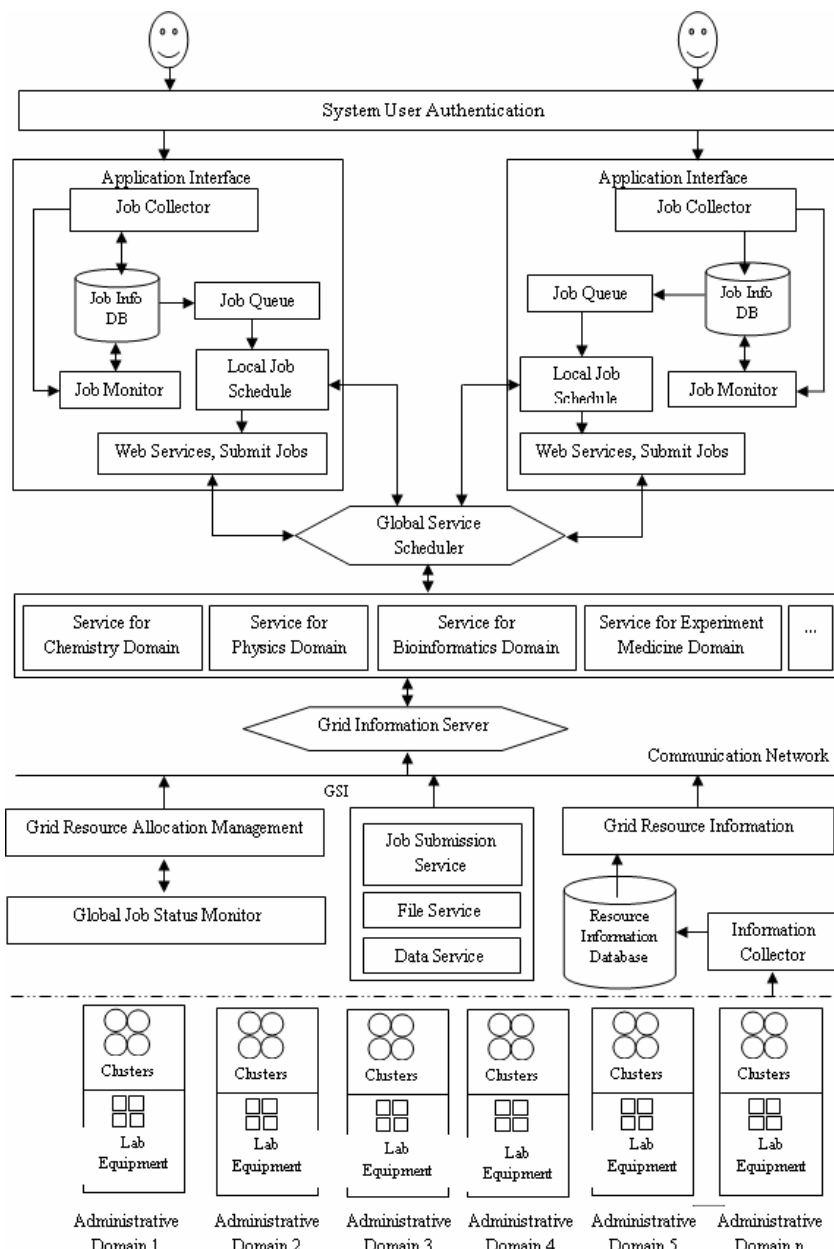 System User Authentication
Application Interface
Job Collector
Job Info
DB
Job Queue
Job Monitor
Local Job
Schedule
Web Services, Submit Jobs
Application Interface
Job Collector
Job Queue
Job Info
DB
Local Job
Schedule
Job Monitor
Web Services, Submit Jobs
Global Service
Scheduler
Service for
Chemistry Domain
Service for
Physics Domain
Service for
Bioinformatics Domain
Service for Experiment
Medicine Domain
...
Grid Information Server
Communication Network
GSI
Grid Resource Allocation Management
Global Job Status Monitor
Job Submission
Service
File Service
Data Service
Grid Resource Information
Resource
Information
Database
Information
Collector
Clusters
Lab
Equipment
Administrative
Domain 1
Clusters
Lab
Equipment
Administrative
Domain 2
Clusters
Lab
Equipment
Administrative
Domain 3
Clusters
Lab
Equipment
Administrative
Domain 4
Clusters
Lab
Equipment
Administrative
Domain 5
Clusters
Lab
Equipment
Administrative
Domain n